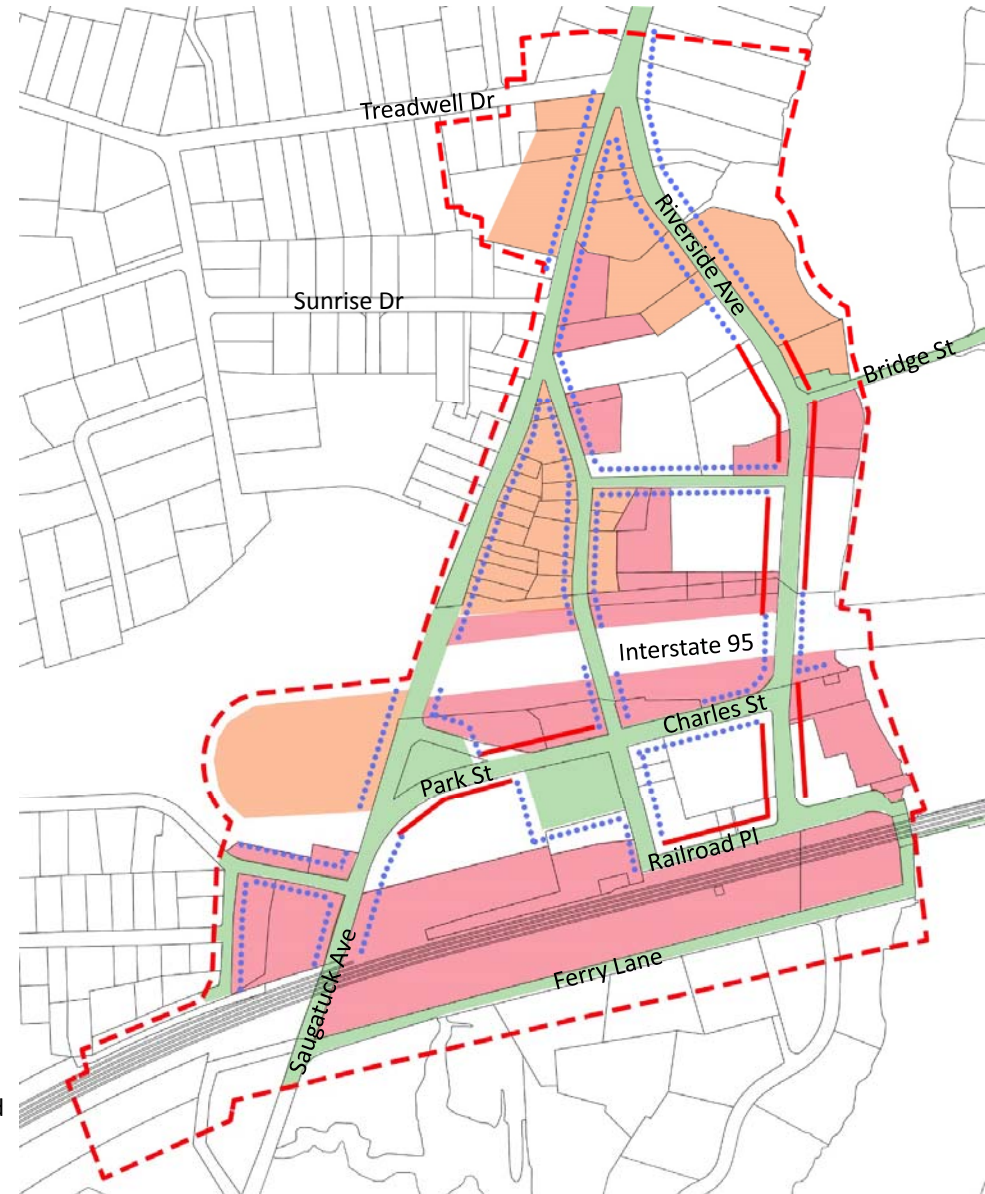 Treadwell Dr
Riverside Ave
Sunrise Dr
Bridge St
Interstate 95
Charles St
Park St
Railroad Pl
Saugatuck Ave
Ferry Lane